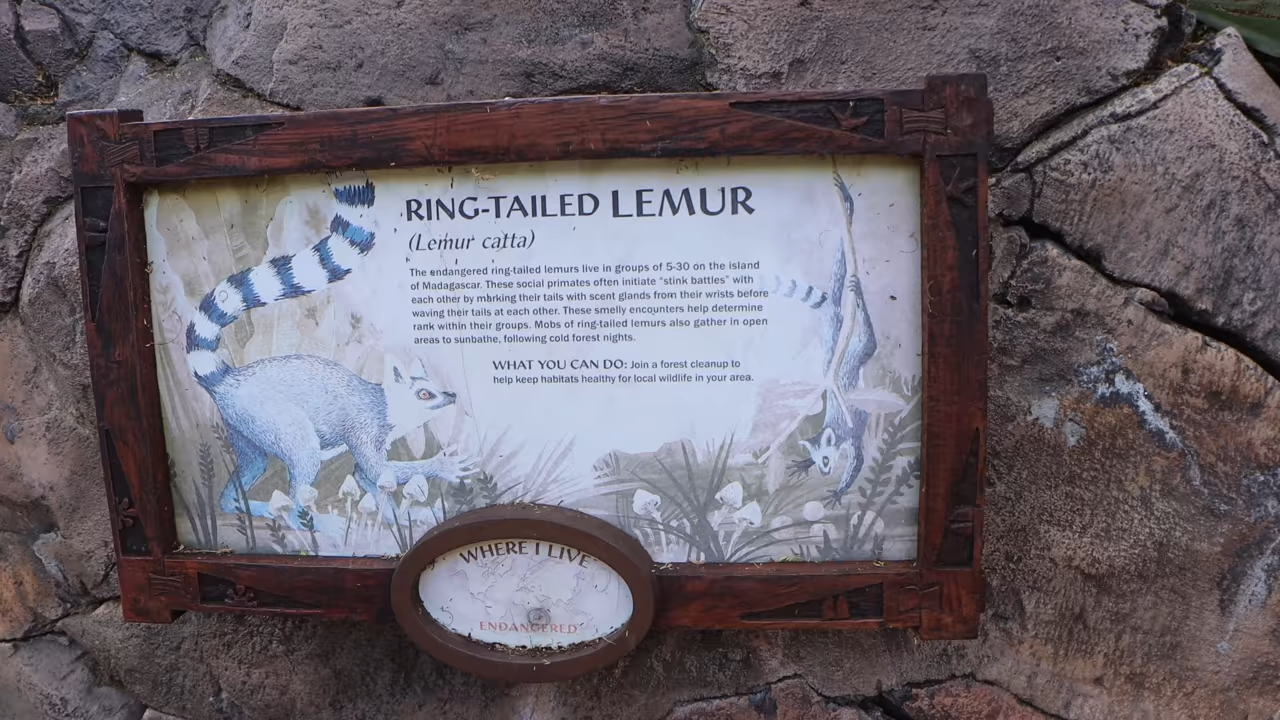 RING-TAILED LEMUR
(Lemur catta)
The endangered ring-tailed lemurs live in groups of 5-30 on the island
of Madagascar. These social primates often initiate “stink battles” with
each other by marking their tails with scent glands from their wrists before
waving their tails at each other. These smelly encounters help determine
rank within their groups. Mobs of ring-tailed lemurs also gather in open
areas to sunbathe, following cold forest nights.
WHAT YOU CAN DO: Join a forest cleanup to
help keep habitats healthy for local wildlife in your area.
WHERE I LIVE
ENDANGERED